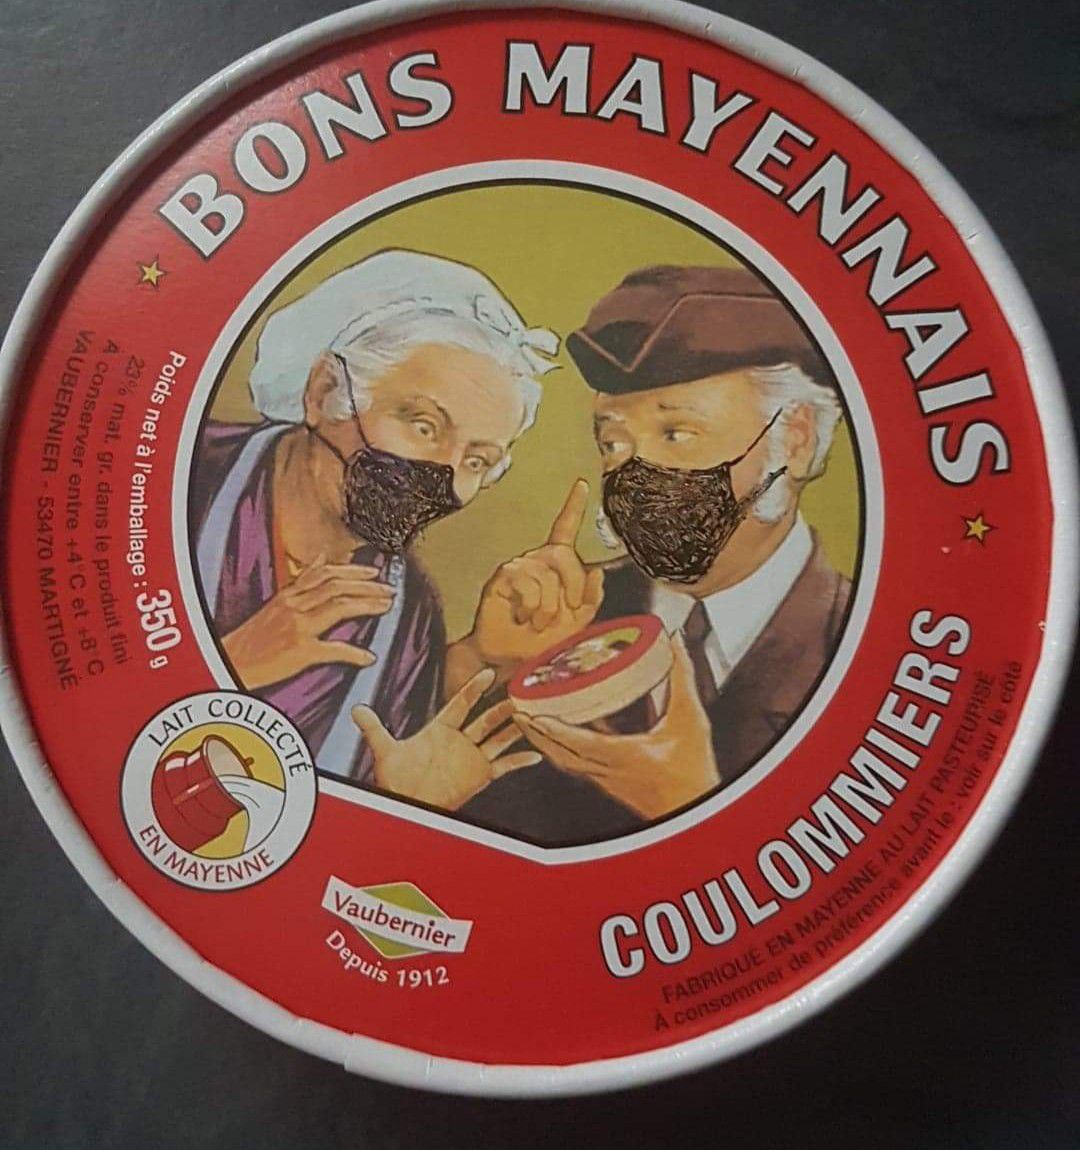 BONS MAYENNAIS
Poids net à l'emballage : 350 g
23% mat. gr. dans le produit fini
A conserver entre +4°C et +8°C
VAUBERNIER - 53470 MARTIGNÉ
LAIT COLLECTÉ
EN MAYENNE
Vaubernier
Depuis 1912
COULOMMIERS
FABRIQUÉ EN MAYENNE AU LAIT PASTEURISÉ
À consommer de préférence avant le : voir sur le côté